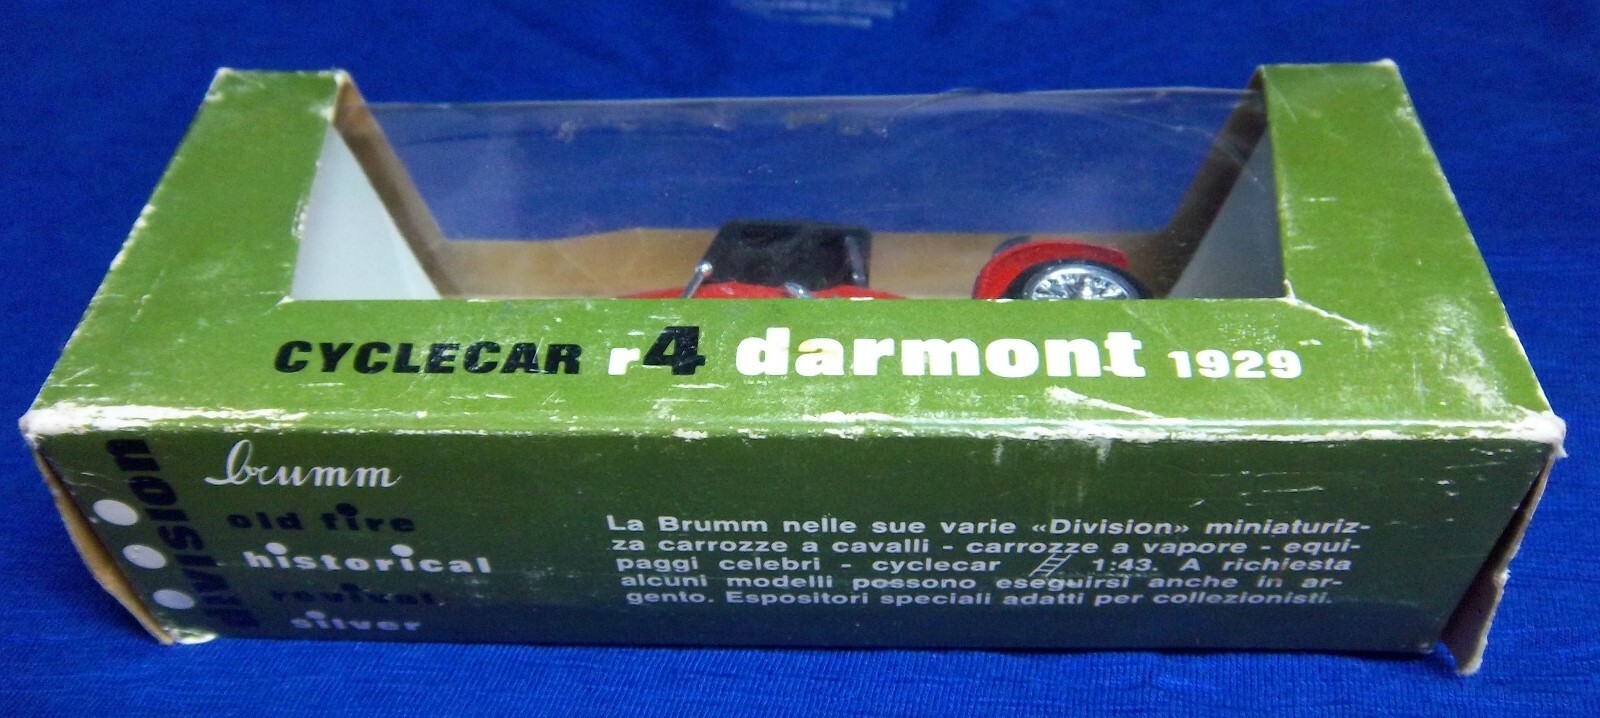 CYCLECAR r4 darmont 1929
DIVISION
brumm
old fire
historical
revival
silver
La Brumm nelle sue varie «Division» miniaturiz-
za carrozze a cavalli - carrozze a vapore - equi-
paggi celebri - cyclecar 1:43. A richiesta
alcuni modelli possono eseguirsi anche in ar-
gento. Espositori speciali adatti per collezionisti.